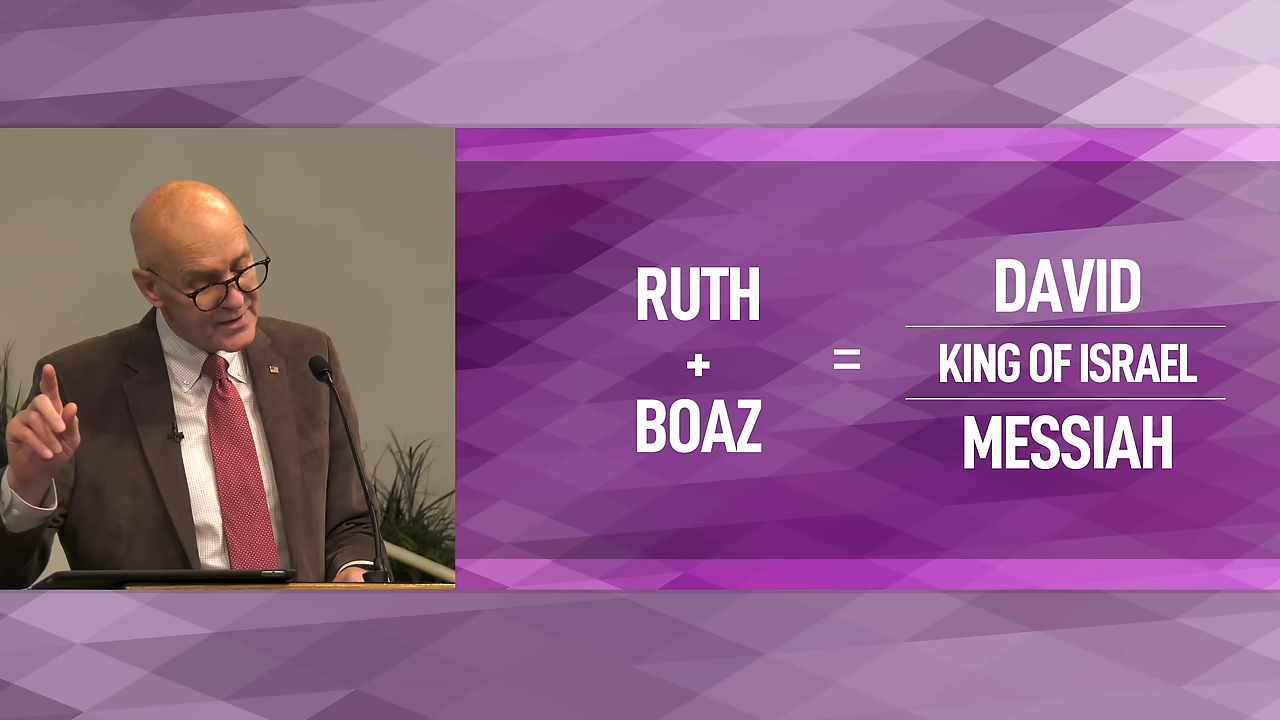 RUTH
+
BOAZ
=
DAVID
KING OF ISRAEL
MESSIAH